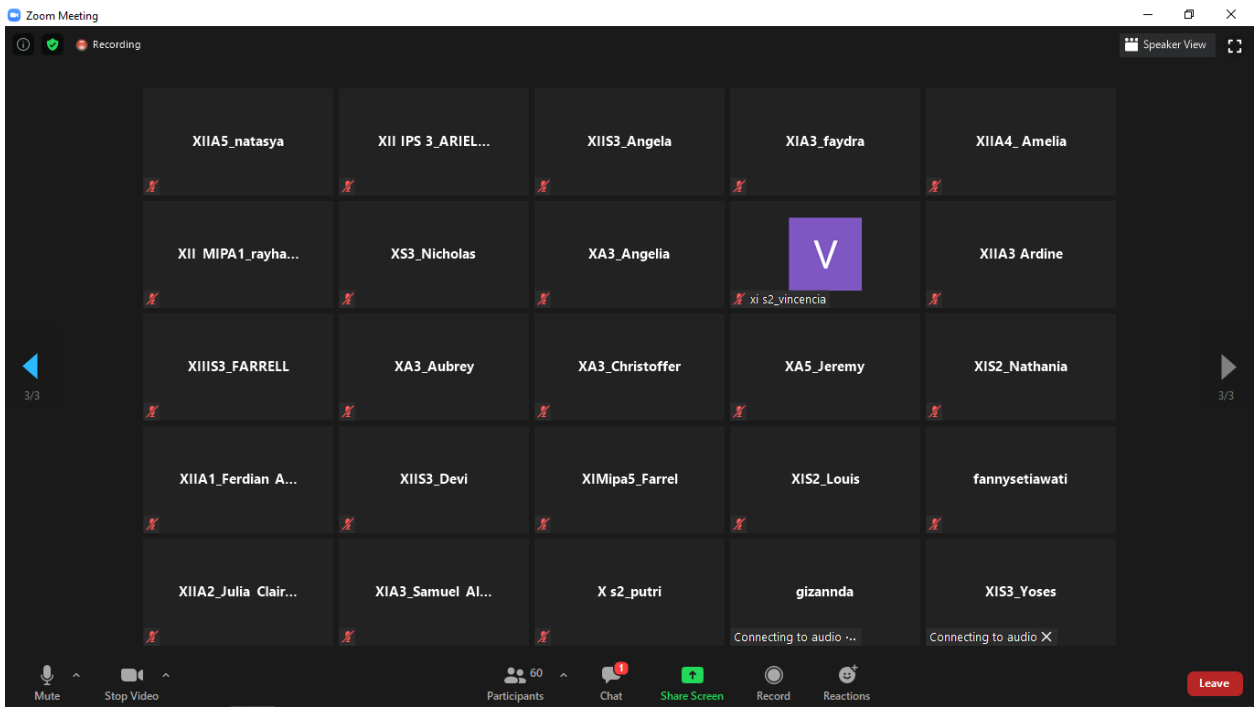 Zoom Meeting
Recording
Speaker View
XIIA5_natasya
XII IPS 3_ARIEL...
XIIS3_Angela
XIA3_faydra
XIIA4_ Amelia
XII MIPA1_rayha...
XS3_Nicholas
XA3_Angelia
V
xi s2_vincencia
XIIA3 Ardine
XIIIS3_FARRELL
XA3_Aubrey
XA3_Christoffer
XA5_Jeremy
XIS2_Nathania
3/3
3/3
XIIA1_Ferdian A...
XIIS3_Devi
XIMipa5_Farrel
XIS2_Louis
fannysetiawati
XIIA2_Julia Clair...
XIA3_Samuel Al...
X s2_putri
gizannda
Connecting to audio ...
XIS3_Yoses
Connecting to audio
Mute
Stop Video
60
Participants
1
Chat
Share Screen
Record
Reactions
Leave